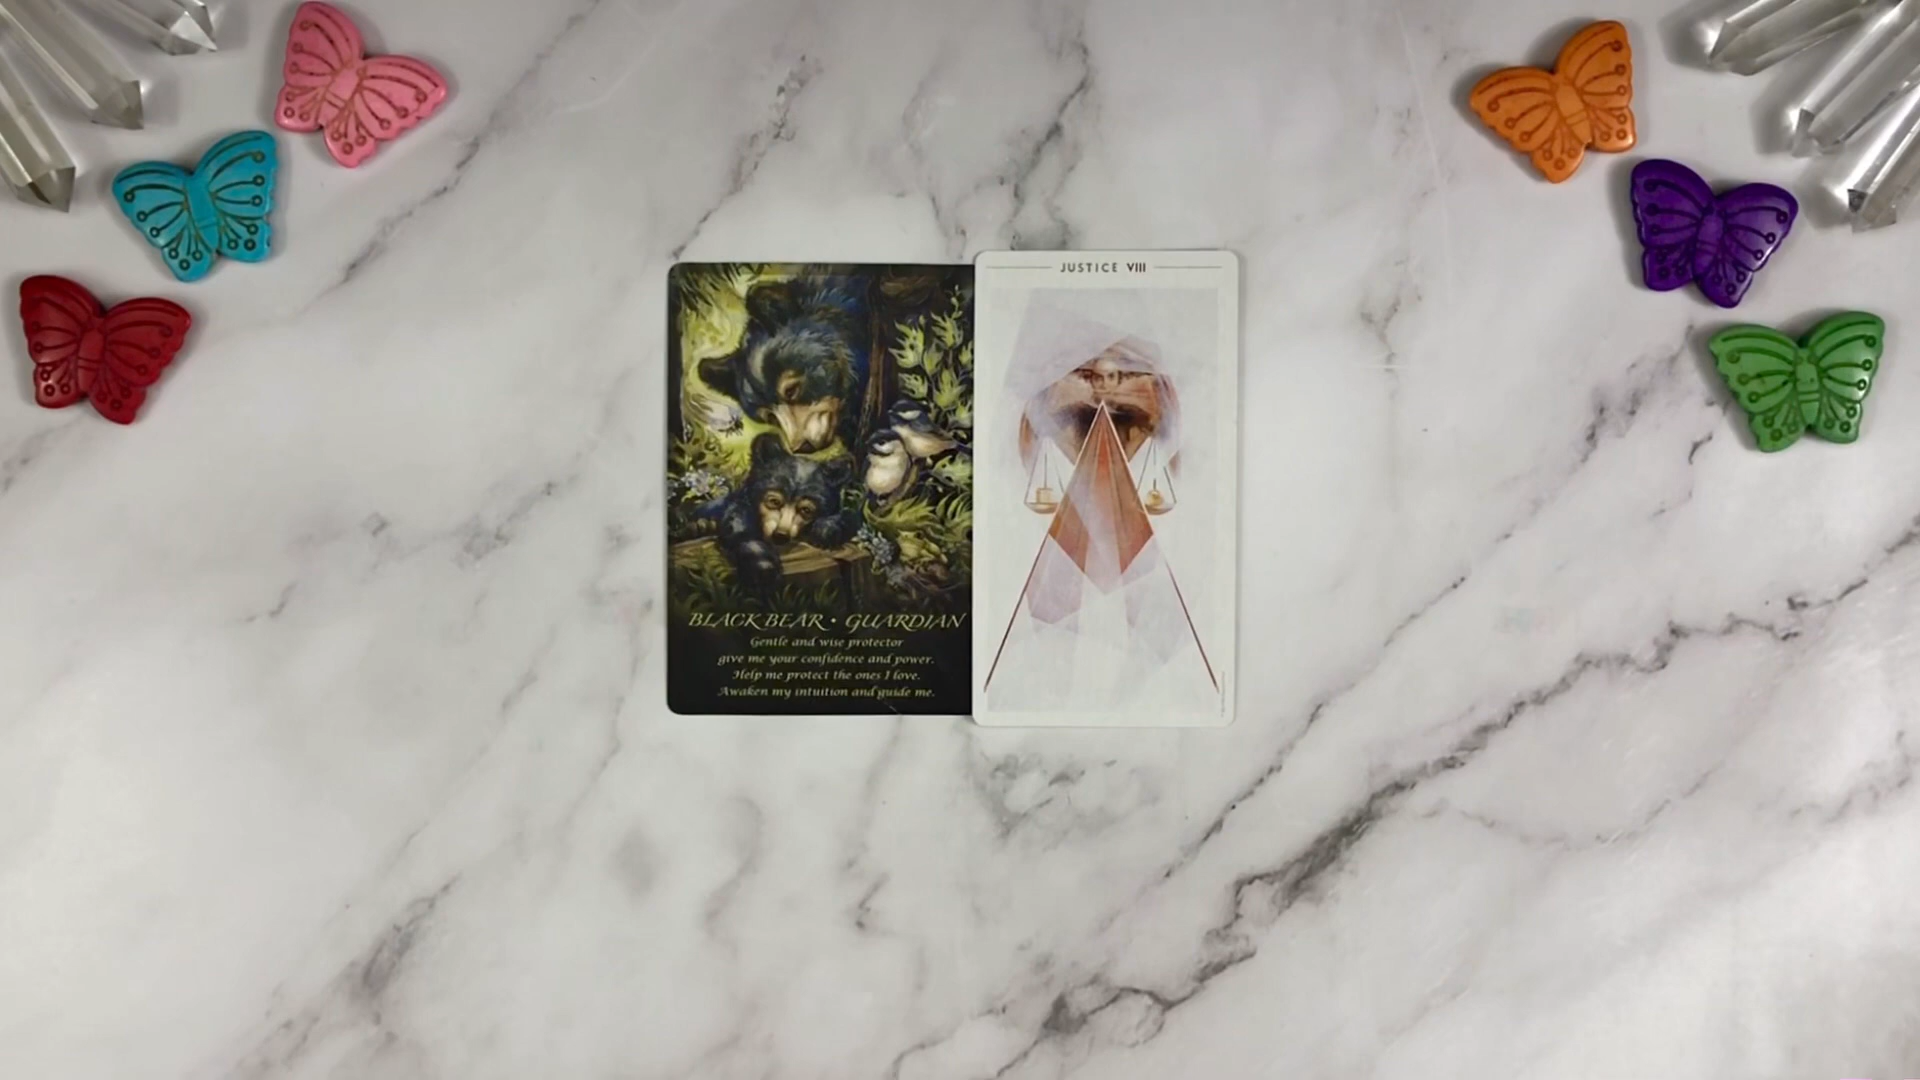 BLACK BEAR • GUARDIAN
Gentle and wise protector
give me your confidence and power.
Help me protect the ones I love.
Awaken my intuition and guide me.
JUSTICE VIII